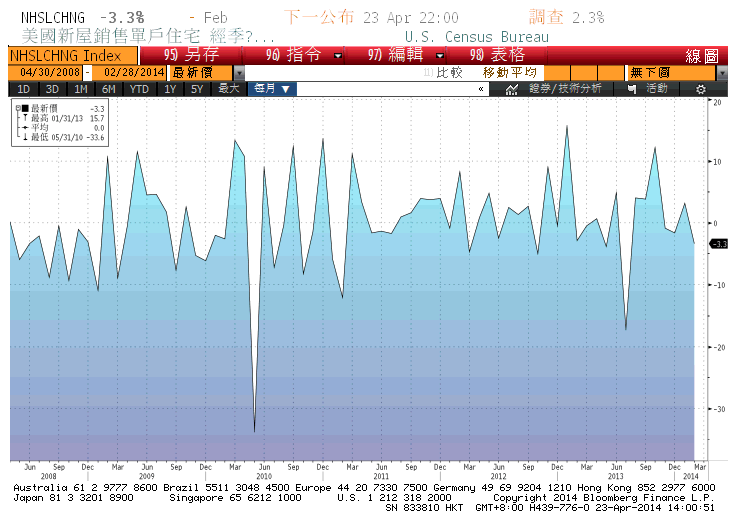 NHSLCHNG -3.3% - Feb 下一公布 23 Apr 22:00 調查 2.3%
美國新屋銷售單戶住宅 經季?... U.S. Census Bureau
NHSLCHNG Index 95) 另存 96) 指令 97) 編輯 98) 表格 線圖
04/30/2008 - 02/28/2014 最新價 比較 移動平均 無下價
1D 3D 1M 6M YTD 1Y 5Y 最大 每月 ▼ « 證券/技術分析 活動
最新價 -3.3
最高 01/31/13 15.7
平均 0.0
最低 05/31/10 -33.6
20
10
0
-3.3
-10
-20
-30
Jun Sep Dec Mar Jun Sep Dec Mar Jun Sep Dec Mar Jun Sep Dec Mar Jun Sep Dec Mar Jun Sep Dec Mar
2008 2009 2010 2011 2012 2013 2014
Australia 61 2 9777 8600 Brazil 5511 3048 4500 Europe 44 20 7330 7500 Germany 49 69 9204 1210 Hong Kong 852 2977 6000
Japan 81 3 3201 8900 Singapore 65 6212 1000 U.S. 1 212 318 2000 Copyright 2014 Bloomberg Finance L.P.
SN 833810 HKT GMT+8:00 H439-776-0 23-Apr-2014 14:00:51